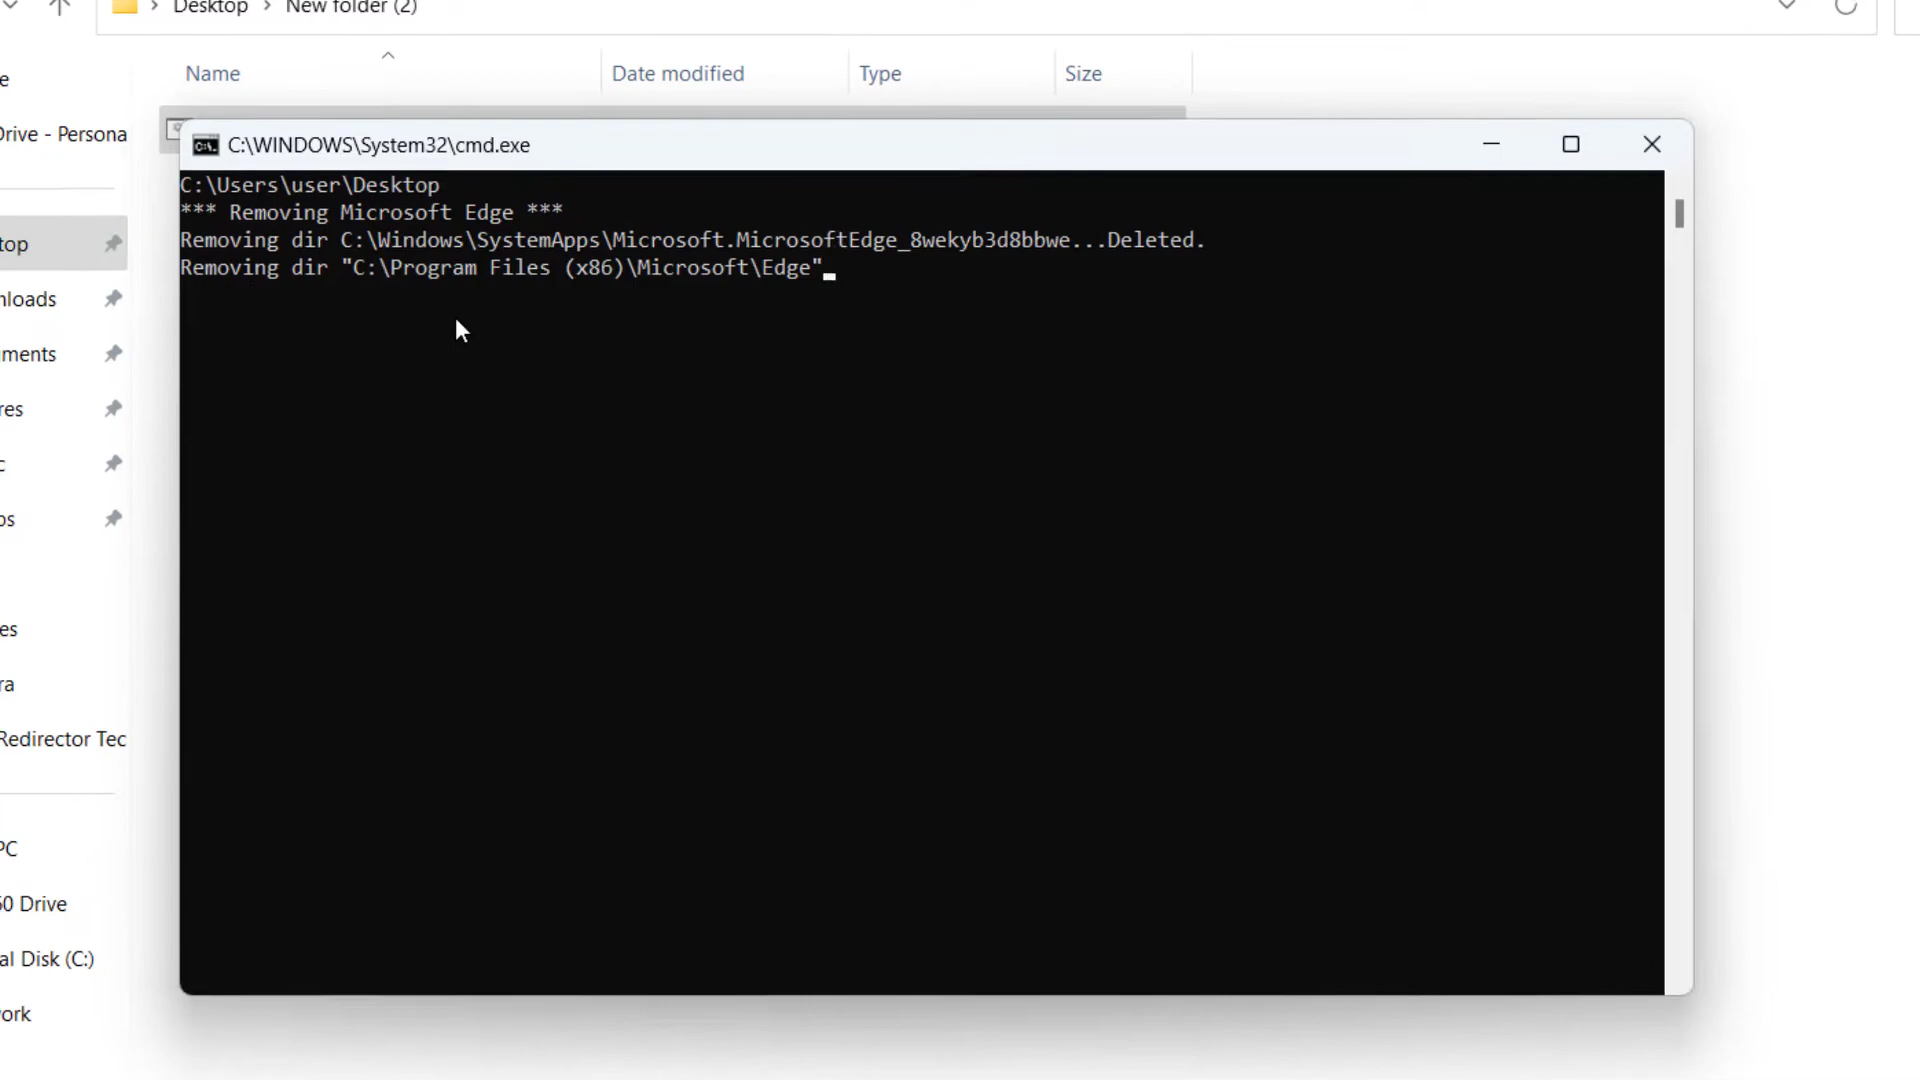 Desktop > New folder (2)
Name
Date modified
Type
Size
e
Drive - Persona
top
nloads
ments
res
c
os
es
ra
Redirector Tec
PC
60 Drive
al Disk (C:)
ork
C:\WINDOWS\System32\cmd.exe
C:\Users\user\Desktop
*** Removing Microsoft Edge ***
Removing dir C:\Windows\SystemApps\Microsoft.MicrosoftEdge_8wekyb3d8bbwe...Deleted.
Removing dir "C:\Program Files (x86)\Microsoft\Edge"